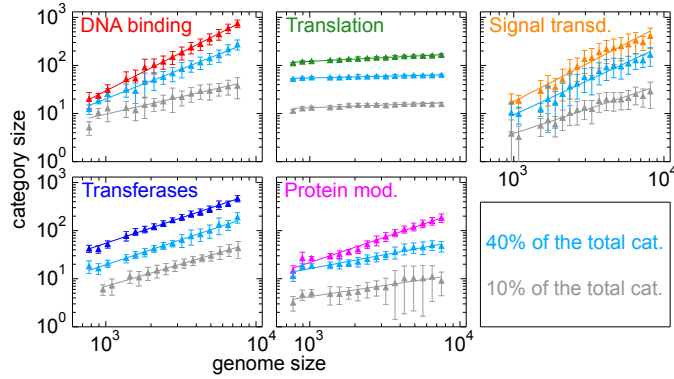 DNA binding
Translation
Signal transd.
10³
10²
10¹
10⁰
10³
10⁴
category size
Transferases
Protein mod.
40% of the total cat.
10% of the total cat.
10³
10²
10¹
10⁰
10³
10⁴
10³
10⁴
genome size